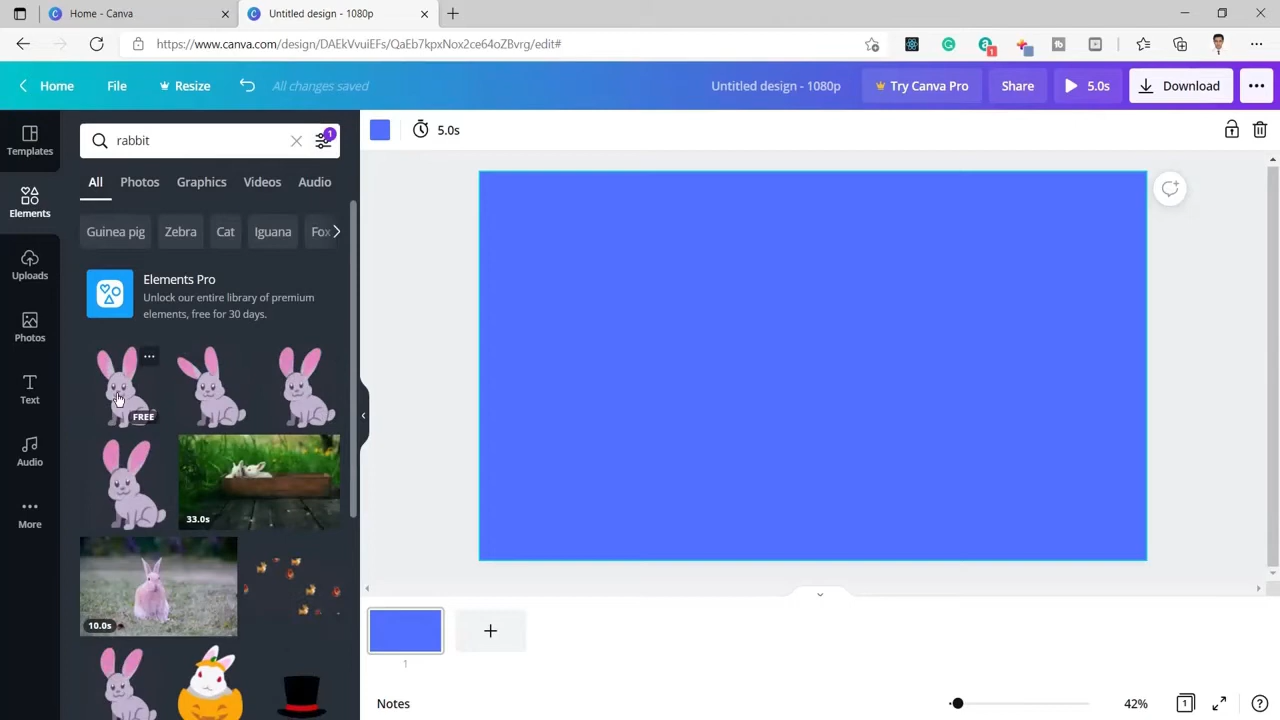 Home - Canva
Untitled design - 1080p
https://www.canva.com/design/DAEkVvuiEFs/QaEb7kpxNox2ce64oZBvrg/edit#
Home
File
Resize
All changes saved
Untitled design - 1080p
Try Canva Pro
Share
5.0s
Download
Templates
Elements
Uploads
Photos
Text
Audio
More
rabbit
1
All
Photos
Graphics
Videos
Audio
Guinea pig
Zebra
Cat
Iguana
Fox
Elements Pro
Unlock our entire library of premium
elements, free for 30 days.
FREE
33.0s
10.0s
5.0s
1
Notes
42%
1